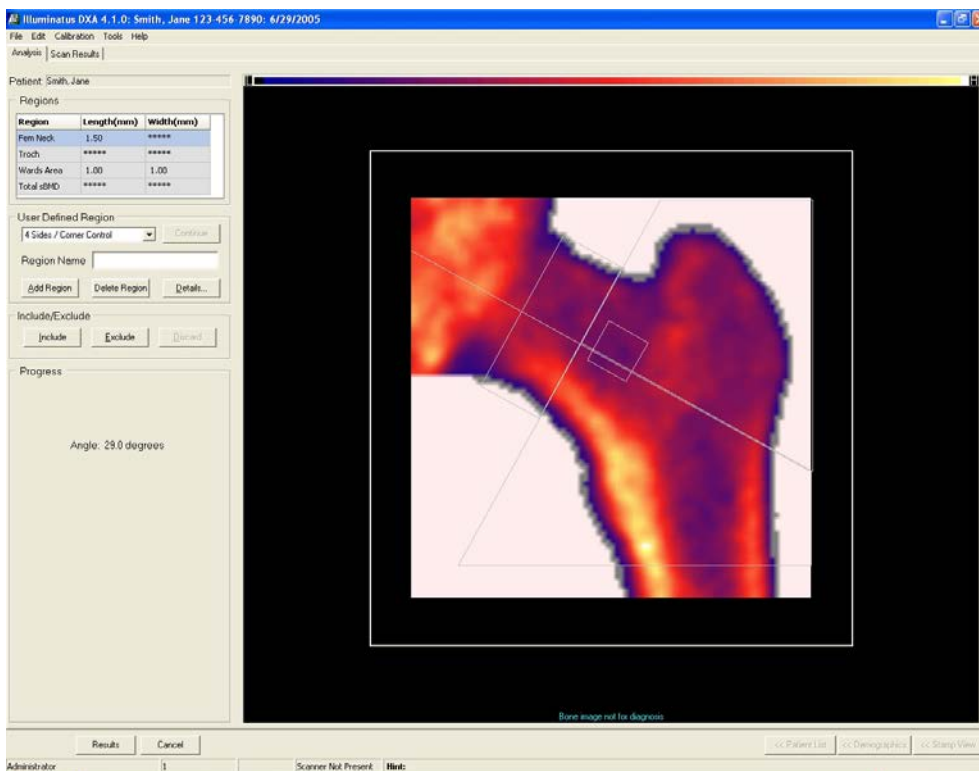 Illuminatus DXA 4.1.0: Smith, Jane 123-456-7890: 6/29/2005
File Edit Calibration Tools Help
Analysis Scan Results
Patient: Smith, Jane
Regions
Region Length(mm) Width(mm)
Fem Neck 1.50 *****
Troch ***** *****
Wards Area 1.00 1.00
Total sBMD ***** *****
User Defined Region
4 Sides / Corner Control Continue
Region Name
Add Region Delete Region Details...
Include/Exclude
Include Exclude Discard
Progress
Angle: 29.0 degrees
Bone image not for diagnosis
Results Cancel << Patient List << Demographics << Stamp View
Administrator 1 Scanner Not Present Hint: